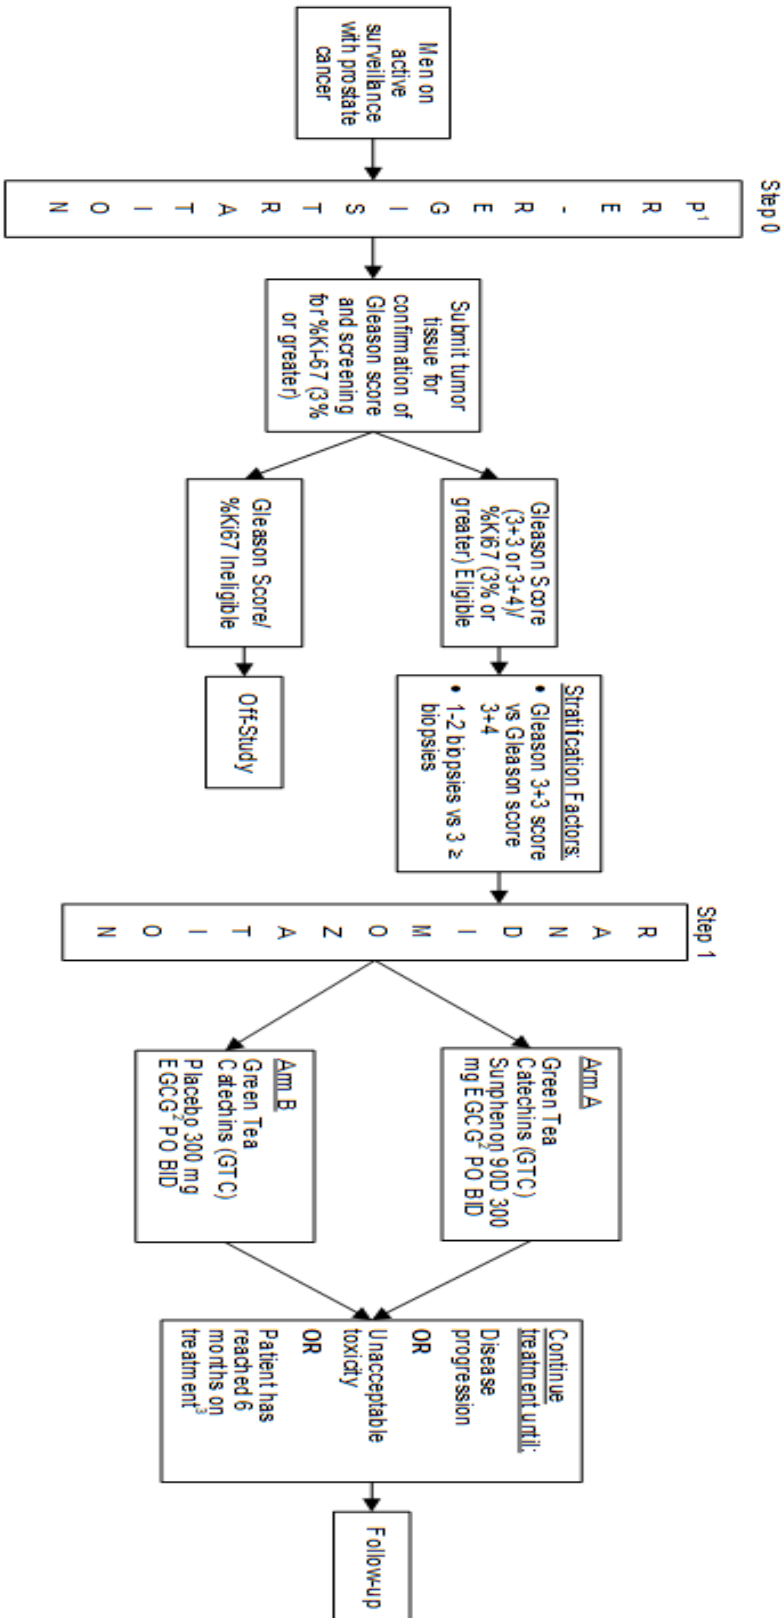 Men on
active
surveillance
with prostate
cancer
Step 0
P¹ R E - R E G I S T R A T I O N
Submit tumor
tissue for
confirmation of
Gleason score
and screening
for %Ki-67 (3%
or greater)
Gleason Score
(3+3 or 3+4)/
%Ki67 (3% or
greater) Eligible
Gleason Score/
%Ki67 Ineligible
Stratification Factors:
• Gleason 3+3 score
vs Gleason score
3+4
• 1-2 biopsies vs 3 ≥
biopsies
Off-Study
Step 1
R A N D I M O Z A T I O N
Arm A
Green Tea
Catechins (GTC)
Sunphenon 90D 300
mg EGCG² PO BID
Arm B
Green Tea
Catechins (GTC)
Placebo 300 mg
EGCG² PO BID
Continue
treatment until:
Disease
progression
OR
Unacceptable
toxicity
OR
Patient has
reached 6
months on
treatment³
Follow-up